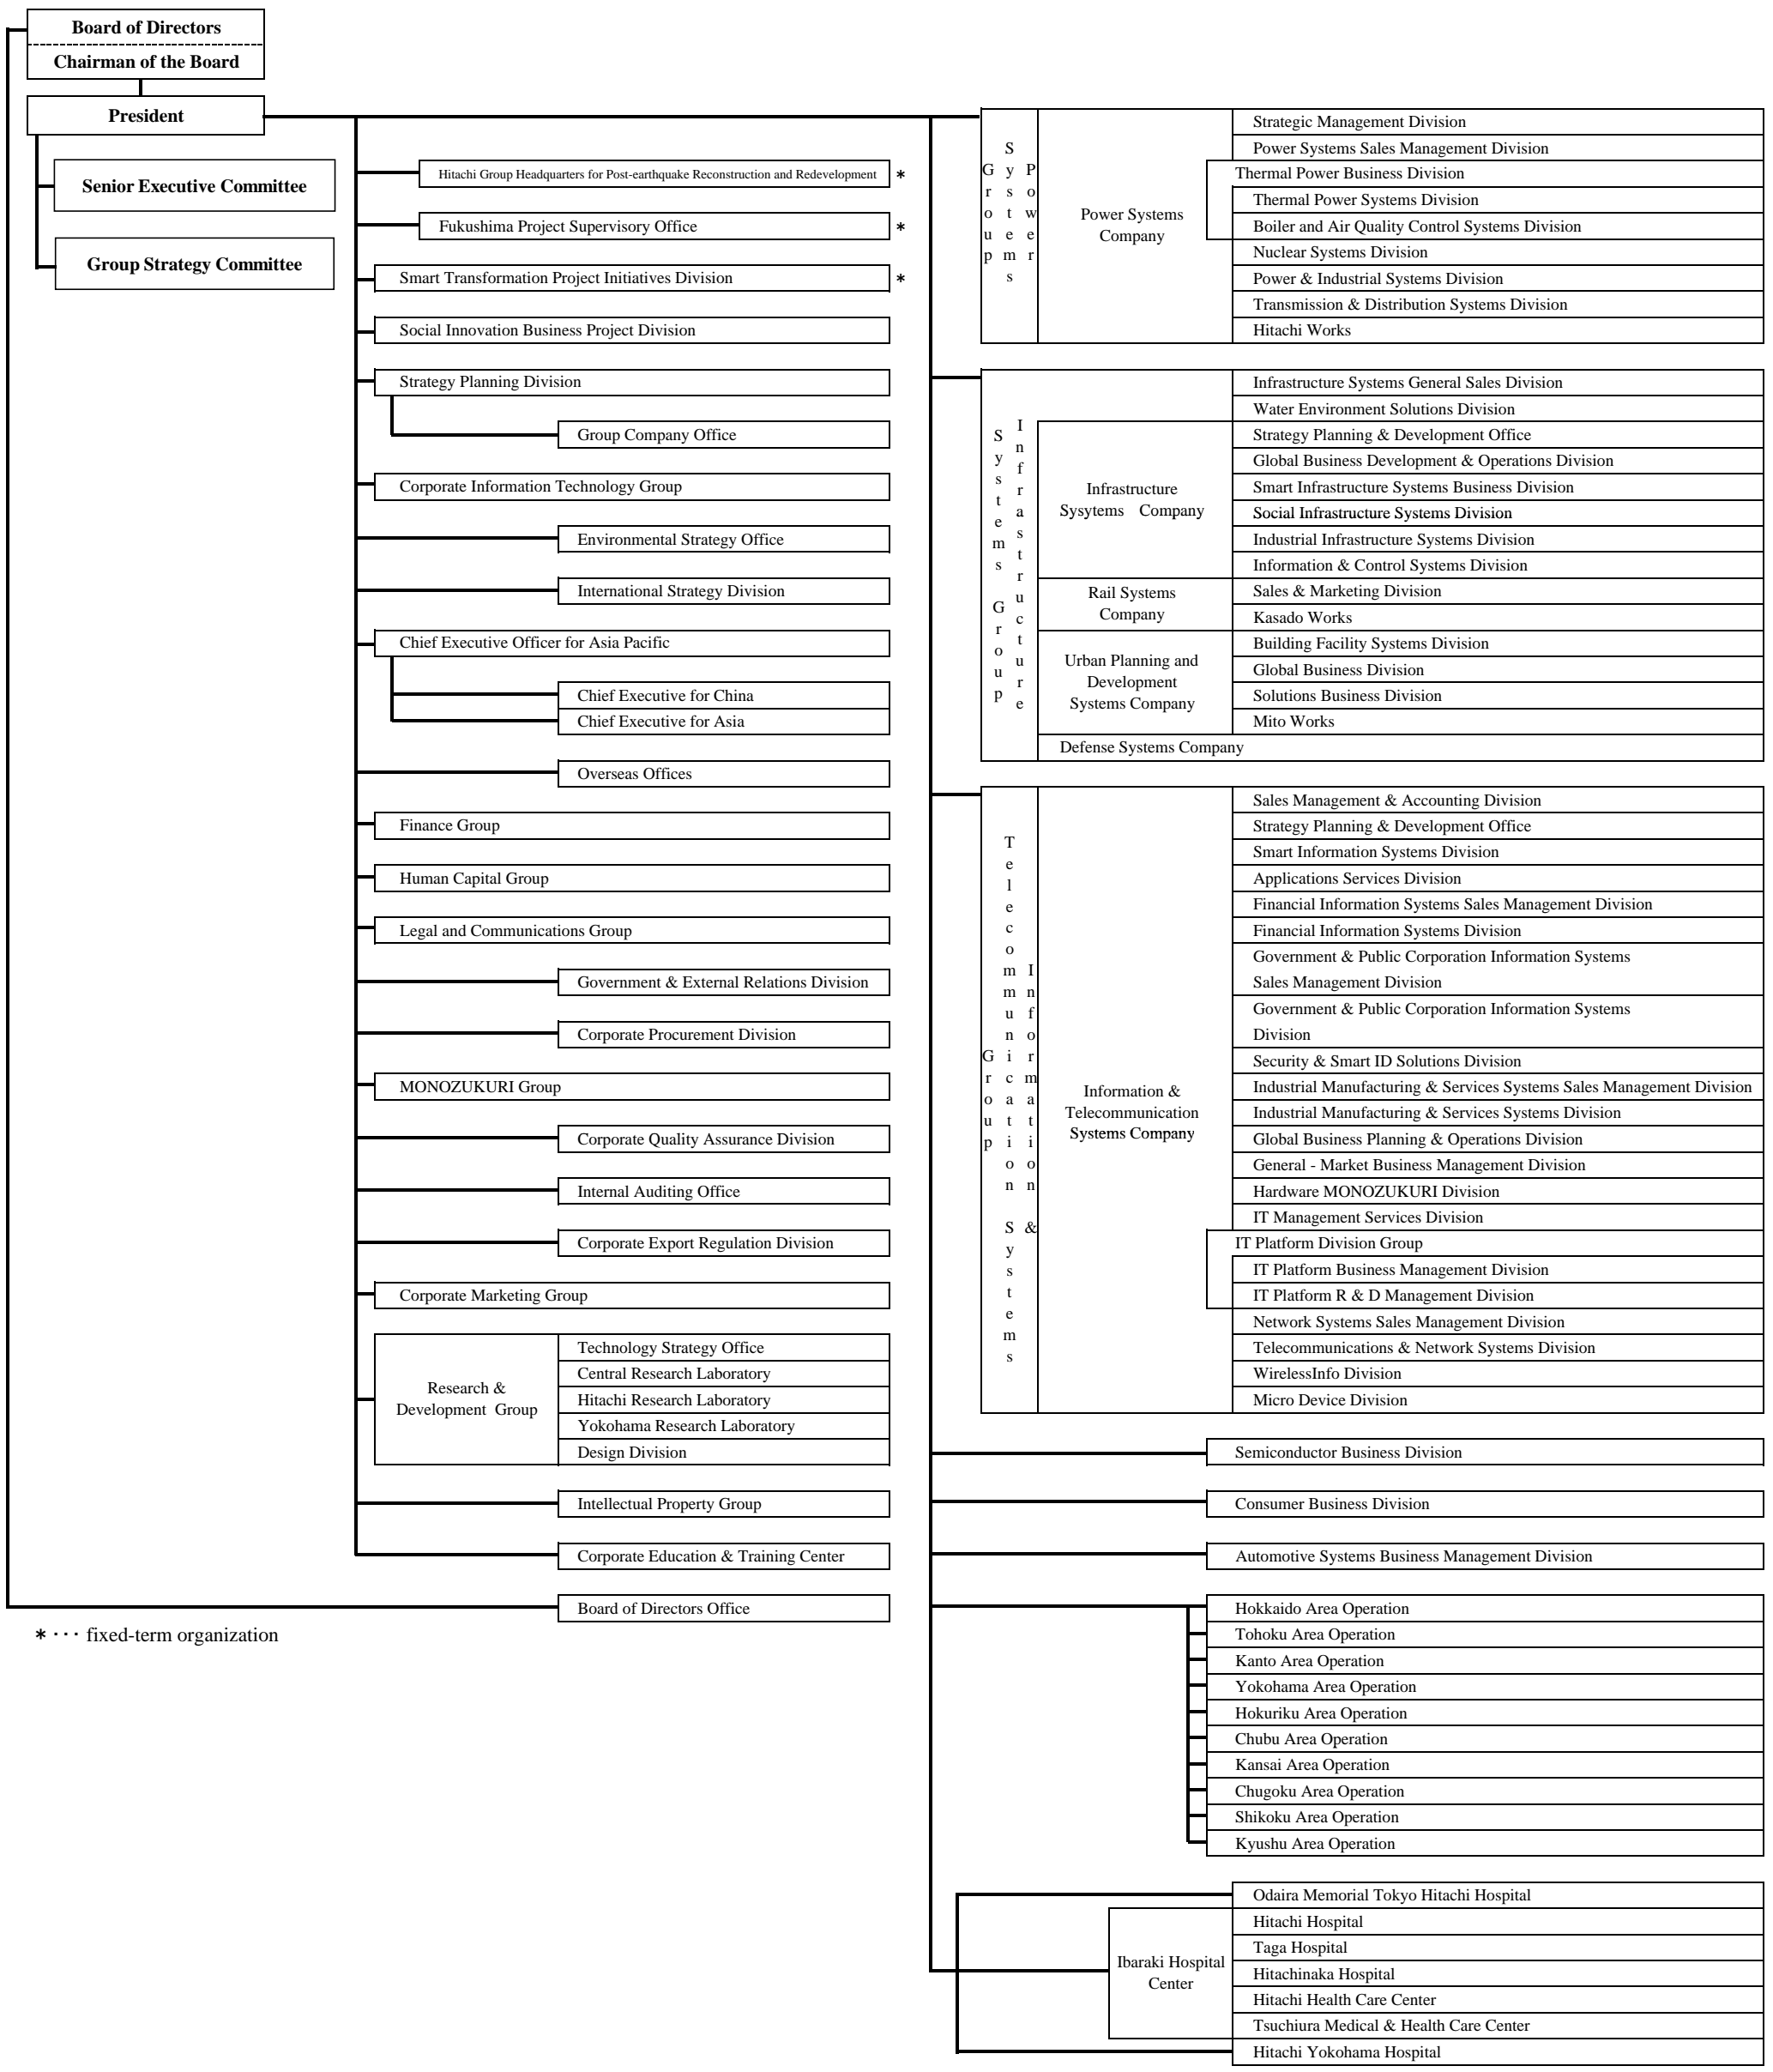 Board of Directors
Chairman of the Board
President
Senior Executive Committee
Group Strategy Committee
Hitachi Group Headquarters for Post-earthquake Reconstruction and Redevelopment *
Fukushima Project Supervisory Office *
Smart Transformation Project Initiatives Division *
Social Innovation Business Project Division
Strategy Planning Division
Group Company Office
Corporate Information Technology Group
Environmental Strategy Office
International Strategy Division
Chief Executive Officer for Asia Pacific
Chief Executive for China
Chief Executive for Asia
Overseas Offices
Finance Group
Human Capital Group
Legal and Communications Group
Government & External Relations Division
Corporate Procurement Division
MONOZUKURI Group
Corporate Quality Assurance Division
Internal Auditing Office
Corporate Export Regulation Division
Corporate Marketing Group
Research &
Development Group
Technology Strategy Office
Central Research Laboratory
Hitachi Research Laboratory
Yokohama Research Laboratory
Design Division
Intellectual Property Group
Corporate Education & Training Center
Board of Directors Office
* ··· fixed-term organization
Power
Systems
Group
Power Systems
Company
Strategic Management Division
Power Systems Sales Management Division
Thermal Power Business Division
Thermal Power Systems Division
Boiler and Air Quality Control Systems Division
Nuclear Systems Division
Power & Industrial Systems Division
Transmission & Distribution Systems Division
Hitachi Works
Infrastructure
Systems Group
Infrastructure Systems General Sales Division
Water Environment Solutions Division
Infrastructure
Sysytems Company
Strategy Planning & Development Office
Global Business Development & Operations Division
Smart Infrastructure Systems Business Division
Social Infrastructure Systems Division
Industrial Infrastructure Systems Division
Information & Control Systems Division
Rail Systems
Company
Sales & Marketing Division
Kasado Works
Urban Planning and
Development
Systems Company
Building Facility Systems Division
Global Business Division
Solutions Business Division
Mito Works
Defense Systems Company
Information &
Telecommunication Systems
Group
Information &
Telecommunication
Systems Company
Sales Management & Accounting Division
Strategy Planning & Development Office
Smart Information Systems Division
Applications Services Division
Financial Information Systems Sales Management Division
Financial Information Systems Division
Government & Public Corporation Information Systems
Sales Management Division
Government & Public Corporation Information Systems
Division
Security & Smart ID Solutions Division
Industrial Manufacturing & Services Systems Sales Management Division
Industrial Manufacturing & Services Systems Division
Global Business Planning & Operations Division
General - Market Business Management Division
Hardware MONOZUKURI Division
IT Management Services Division
IT Platform Division Group
IT Platform Business Management Division
IT Platform R & D Management Division
Network Systems Sales Management Division
Telecommunications & Network Systems Division
WirelessInfo Division
Micro Device Division
Semiconductor Business Division
Consumer Business Division
Automotive Systems Business Management Division
Hokkaido Area Operation
Tohoku Area Operation
Kanto Area Operation
Yokohama Area Operation
Hokuriku Area Operation
Chubu Area Operation
Kansai Area Operation
Chugoku Area Operation
Shikoku Area Operation
Kyushu Area Operation
Odaira Memorial Tokyo Hitachi Hospital
Ibaraki Hospital
Center
Hitachi Hospital
Taga Hospital
Hitachinaka Hospital
Hitachi Health Care Center
Tsuchiura Medical & Health Care Center
Hitachi Yokohama Hospital